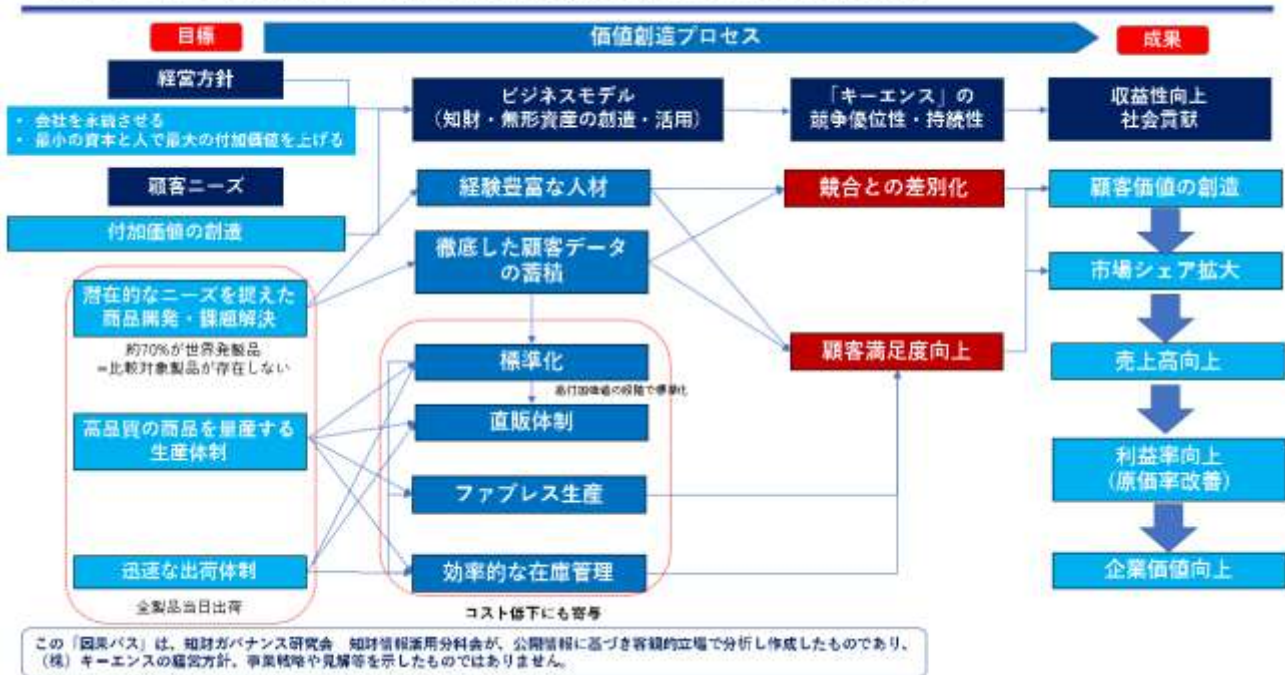 目標
価値創造プロセス
成果
経営方針
・ 会社を永続させる
・ 最小の資本と人で最大の付加価値を上げる
ビジネスモデル
(知財・無形資産の創造・活用)
「キーエンス」の
競争優位性・持続性
収益性向上
社会貢献
顧客ニーズ
付加価値の創造
経験豊富な人材
競合との差別化
顧客価値の創造
徹底した顧客データ
の蓄積
市場シェア拡大
潜在的なニーズを捉えた
商品開発・課題解決
約70%が世界発製品
=比較対象製品が存在しない
標準化
高付加価値の段階で標準化
顧客満足度向上
売上高向上
高品質の商品を量産する
生産体制
直販体制
利益率向上
(原価率改善)
ファブレス生産
迅速な出荷体制
全製品当日出荷
効率的な在庫管理
コスト低下にも寄与
企業価値向上
この「因果パス」は、知財ガバナンス研究会 知財情報活用分科会が、公開情報に基づき客観的立場で分析し作成したものであり、
(株)キーエンスの経営方針、事業戦略や見解等を示したものではありません。